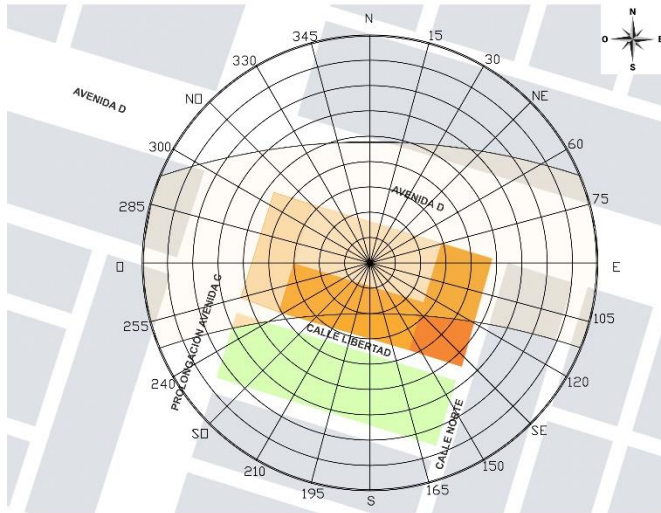 N
345
15
N
330
30
O
E
S
NO
NE
AVENIDA D
300
60
AVENIDA D
75
285
O
E
255
105
PROLONGACIÓN AVENIDA C
CALLE LIBERTAD
240
120
SO
CALLE NORTE
SE
210
150
195
165
S